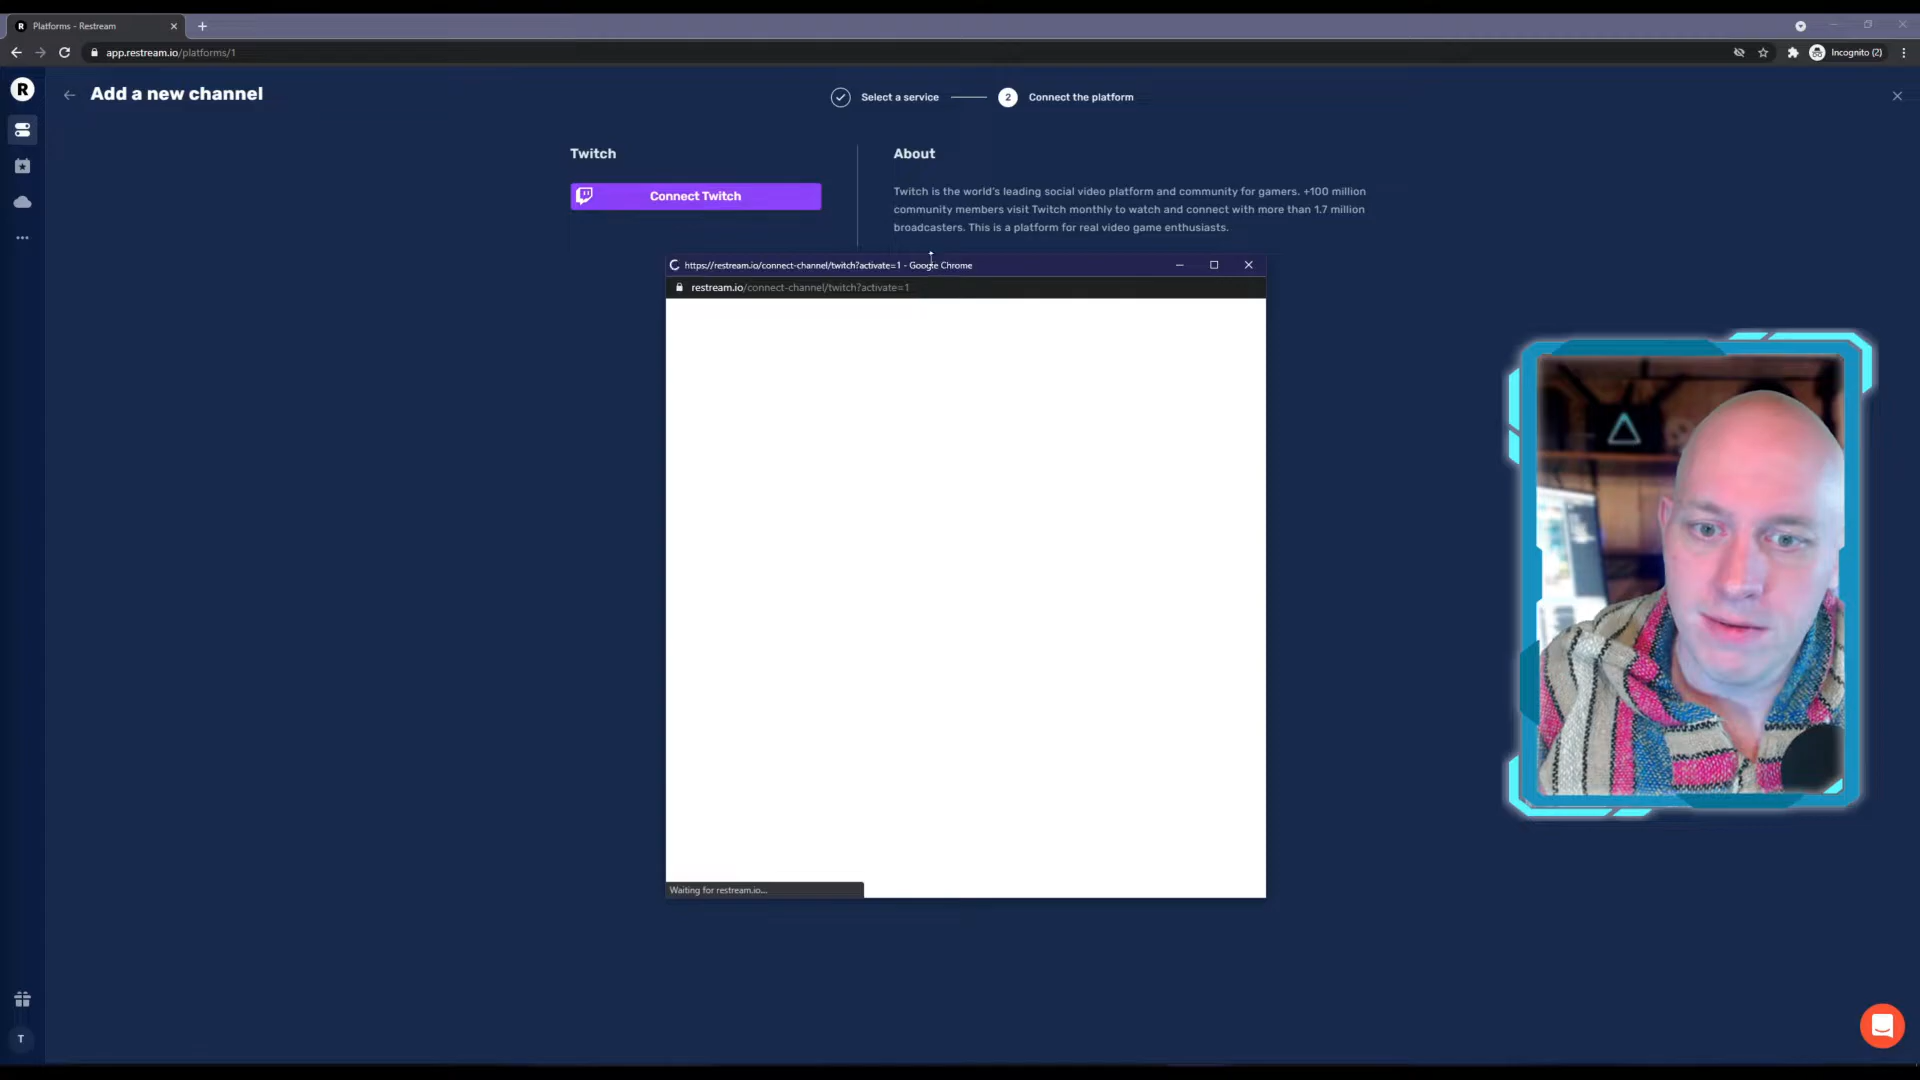 Platforms - Restream
app.restream.io/platforms/1
Incognito (2)
R
Add a new channel
Select a service
2
Connect the platform
Twitch
Connect Twitch
About
Twitch is the world's leading social video platform and community for gamers. +100 million
community members visit Twitch monthly to watch and connect with more than 1.7 million
broadcasters. This is a platform for real video game enthusiasts.
https://restream.io/connect-channel/twitch?activate=1 - Google Chrome
restream.io/connect-channel/twitch?activate=1
Waiting for restream.io...
T